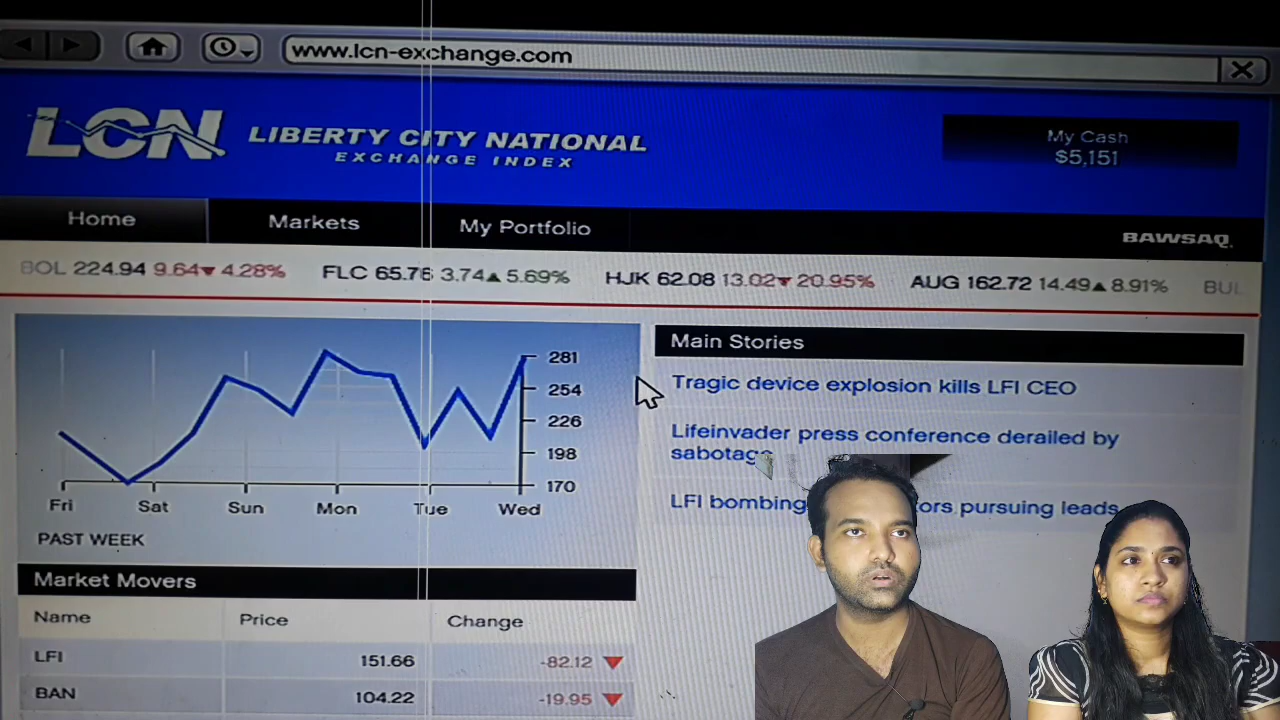 www.lcn-exchange.com
LCN LIBERTY CITY NATIONAL
EXCHANGE INDEX
My Cash
$5,151
Home Markets My Portfolio
BAWSAQ
BOL 224.94 9.64▼ 4.28% FLC 65.76 3.74▲ 5.69% HJK 62.08 13.02▼ 20.95% AUG 162.72 14.49▲ 8.91% BUL
281
254
226
198
170
Fri Sat Sun Mon Tue Wed
PAST WEEK
Main Stories
Tragic device explosion kills LFI CEO
Lifeinvader press conference derailed by
sabotage
LFI bombing ors pursuing leads
Market Movers
Name Price Change
LFI 151.66 -82.12 ▼
BAN 104.22 -19.95 ▼